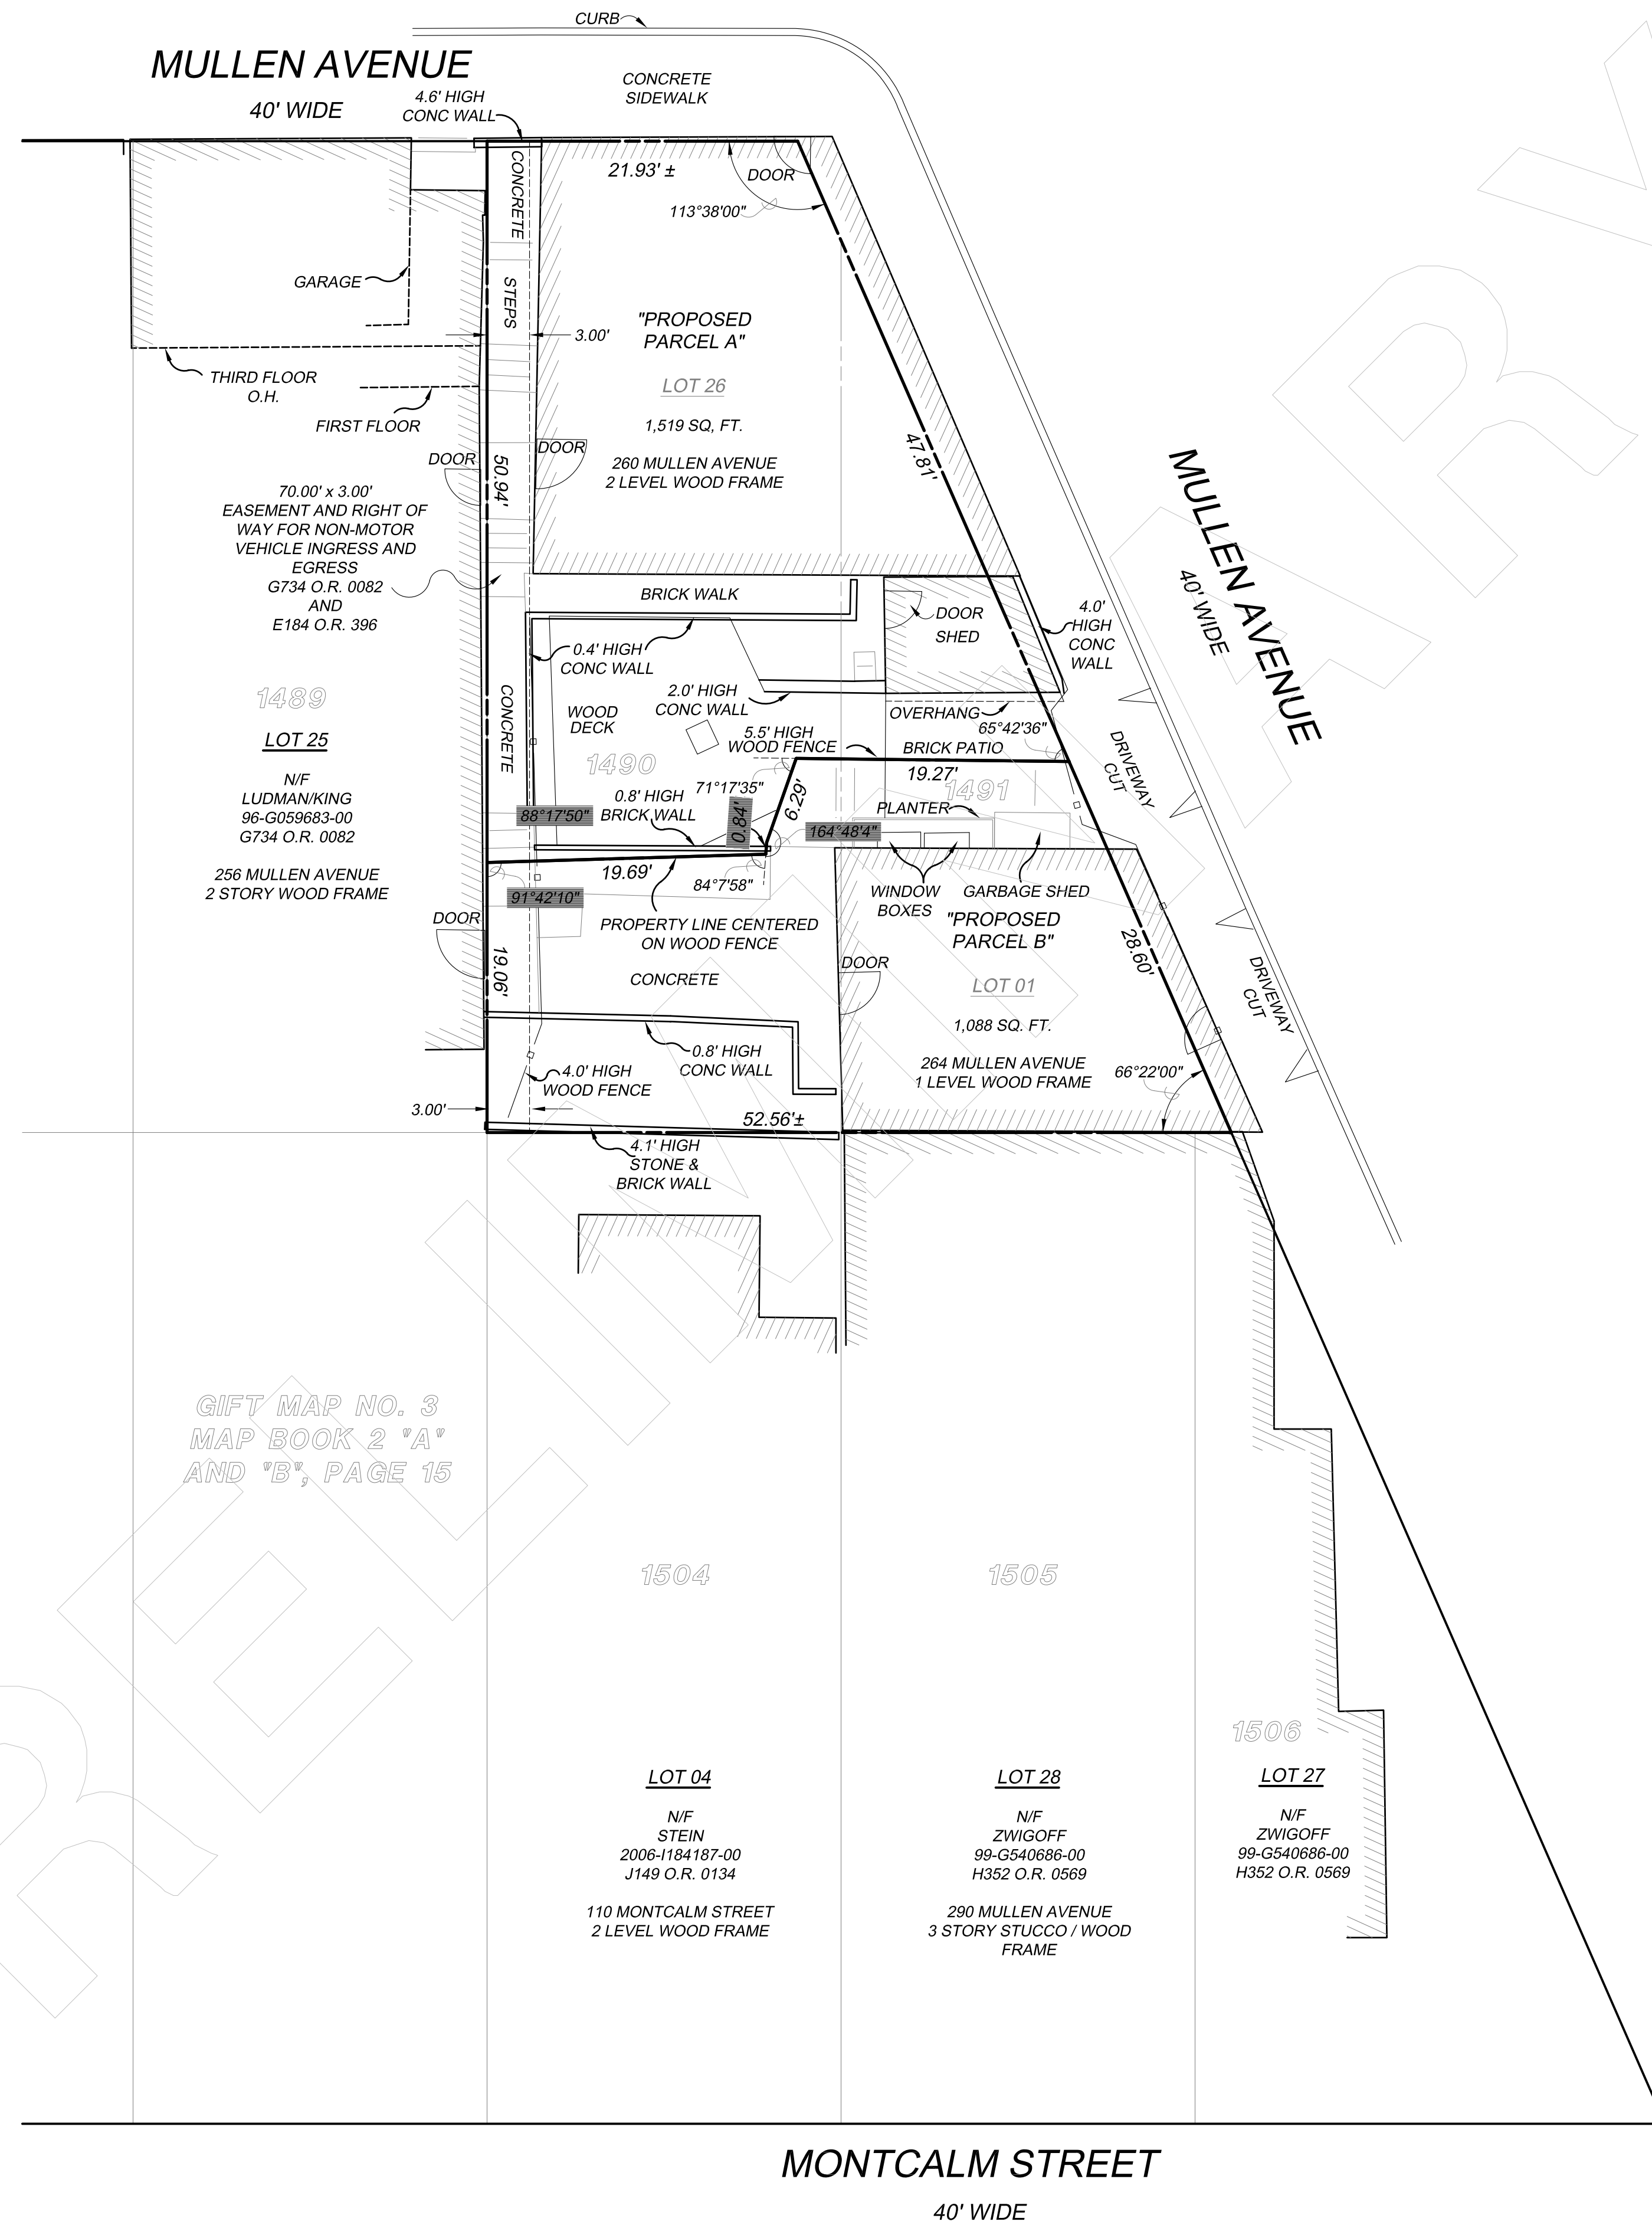 CURB
MULLEN AVENUE
40' WIDE
4.6' HIGH
CONC WALL
CONCRETE
SIDEWALK
CONCRETE
STEPS
21.93' ±
DOOR
113°38'00"
GARAGE
3.00'
"PROPOSED
PARCEL A"
LOT 26
1,519 SQ, FT.
260 MULLEN AVENUE
2 LEVEL WOOD FRAME
THIRD FLOOR
O.H.
FIRST FLOOR
DOOR
DOOR
50.94'
47.81'
MULLEN AVENUE
40' WIDE
70.00' x 3.00'
EASEMENT AND RIGHT OF
WAY FOR NON-MOTOR
VEHICLE INGRESS AND
EGRESS
G734 O.R. 0082
AND
E184 O.R. 396
BRICK WALK
DOOR
SHED
4.0'
HIGH
CONC
WALL
0.4' HIGH
CONC WALL
2.0' HIGH
CONC WALL
CONCRETE
WOOD
DECK
OVERHANG
65°42'36"
5.5' HIGH
WOOD FENCE
BRICK PATIO
DRIVEWAY
CUT
1489
LOT 25
N/F
LUDMAN/KING
96-G059683-00
G734 O.R. 0082
256 MULLEN AVENUE
2 STORY WOOD FRAME
1490
19.27'
1491
71°17'35"
6.29'
0.84'
0.8' HIGH
BRICK WALL
PLANTER
88°17'50"
164°48'4"
19.69'
84°7'58"
91°42'10"
WINDOW
BOXES
GARBAGE SHED
DOOR
PROPERTY LINE CENTERED
ON WOOD FENCE
"PROPOSED
PARCEL B"
28.60'
DRIVEWAY
CUT
19.06'
CONCRETE
DOOR
LOT 01
1,088 SQ. FT.
264 MULLEN AVENUE
1 LEVEL WOOD FRAME
66°22'00"
0.8' HIGH
CONC WALL
4.0' HIGH
WOOD FENCE
3.00'
52.56'±
4.1' HIGH
STONE &
BRICK WALL
GIFT MAP NO. 3
MAP BOOK 2 "A"
AND "B", PAGE 15
1504
1505
1506
LOT 04
N/F
STEIN
2006-I184187-00
J149 O.R. 0134
110 MONTCALM STREET
2 LEVEL WOOD FRAME
LOT 28
N/F
ZWIGOFF
99-G540686-00
H352 O.R. 0569
290 MULLEN AVENUE
3 STORY STUCCO / WOOD
FRAME
LOT 27
N/F
ZWIGOFF
99-G540686-00
H352 O.R. 0569
MONTCALM STREET
40' WIDE